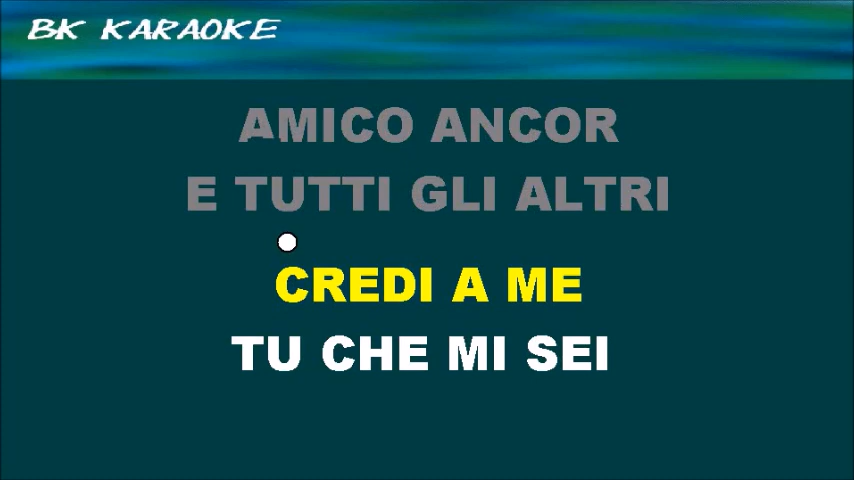 BK KARAOKE
AMICO ANCOR
E TUTTI GLI ALTRI
CREDI A ME
TU CHE MI SEI